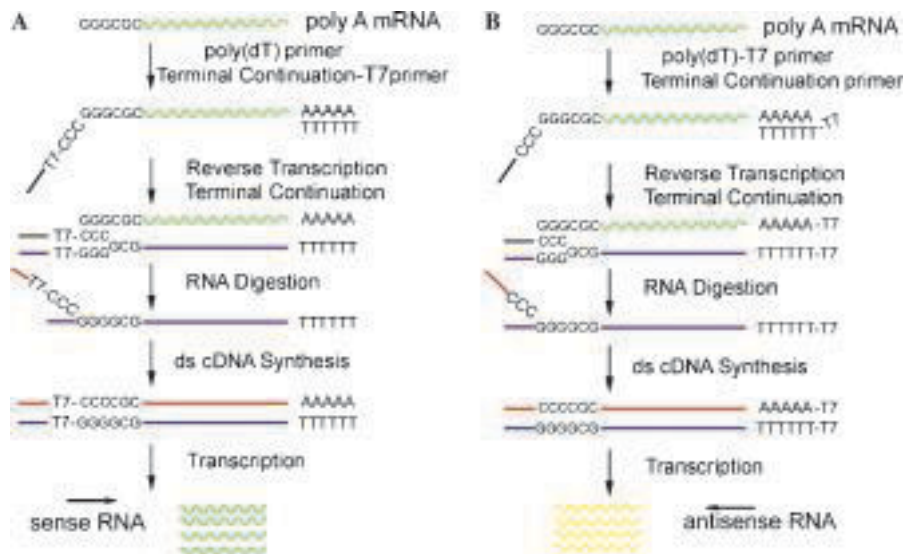 A
GGGCGC
poly A mRNA
poly(dT) primer
Terminal Continuation-T7primer
GGGCGC
AAAAA
TTTTTT
T7-CCC
Reverse Transcription
Terminal Continuation
GGGCGC
AAAAA
T7-CCC
T7-GGG
GCG
TTTTTT
RNA Digestion
T7-CCC
GGGGCG
TTTTTT
ds cDNA Synthesis
T7-CCCCGC
AAAAA
T7-GGGGCG
TTTTTT
Transcription
sense RNA
B
GGGCGC
poly A mRNA
poly(dT)-T7 primer
Terminal Continuation primer
GGGCGC
AAAAA
TTTTTT-T7
CCC
Reverse Transcription
Terminal Continuation
GGGCGC
AAAAA-T7
CCC
GGG
GCG
TTTTTT-T7
RNA Digestion
CCC
GGGGCG
TTTTTT-T7
ds cDNA Synthesis
CCCCGC
AAAAA-T7
GGGGCG
TTTTTT-T7
Transcription
antisense RNA